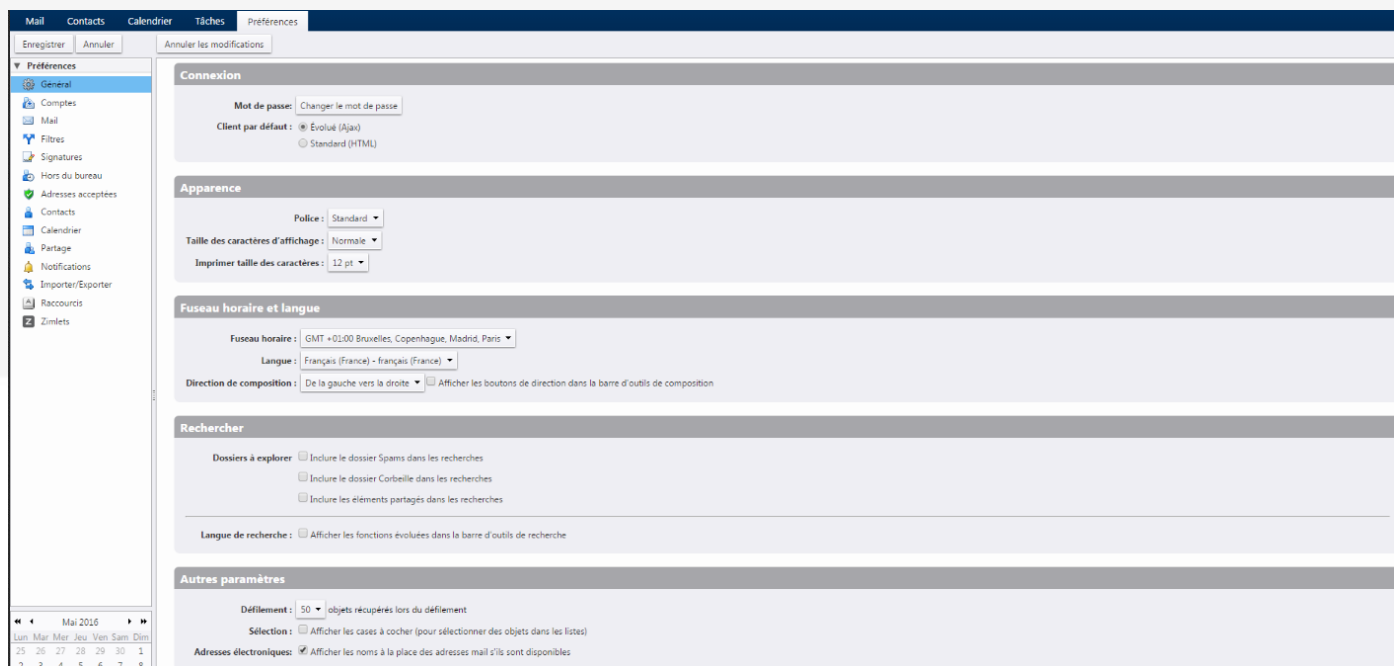 Mail Contacts Calendrier Tâches Préférences
Enregistrer Annuler Annuler les modifications
Préférences
Général
Comptes
Mail
Filtres
Signatures
Hors du bureau
Adresses acceptées
Contacts
Calendrier
Partage
Notifications
Importer/Exporter
Raccourcis
Zimlets
Mai 2016
Lun Mar Mer Jeu Ven Sam Dim
25 26 27 28 29 30 1
2 3 4 5 6 7 8
Connexion
Mot de passe: Changer le mot de passe
Client par défaut : Évolué (Ajax)
Standard (HTML)
Apparence
Police : Standard
Taille des caractères d'affichage : Normale
Imprimer taille des caractères : 12 pt
Fuseau horaire et langue
Fuseau horaire : GMT +01:00 Bruxelles, Copenhague, Madrid, Paris
Langue : Français (France) - français (France)
Direction de composition : De la gauche vers la droite Afficher les boutons de direction dans la barre d'outils de composition
Rechercher
Dossiers à explorer Inclure le dossier Spams dans les recherches
Inclure le dossier Corbeille dans les recherches
Inclure les éléments partagés dans les recherches
Langue de recherche : Afficher les fonctions évoluées dans la barre d'outils de recherche
Autres paramètres
Défilement : 50 objets récupérés lors du défilement
Sélection : Afficher les cases à cocher (pour sélectionner des objets dans les listes)
Adresses électroniques: Afficher les noms à la place des adresses mail s'ils sont disponibles